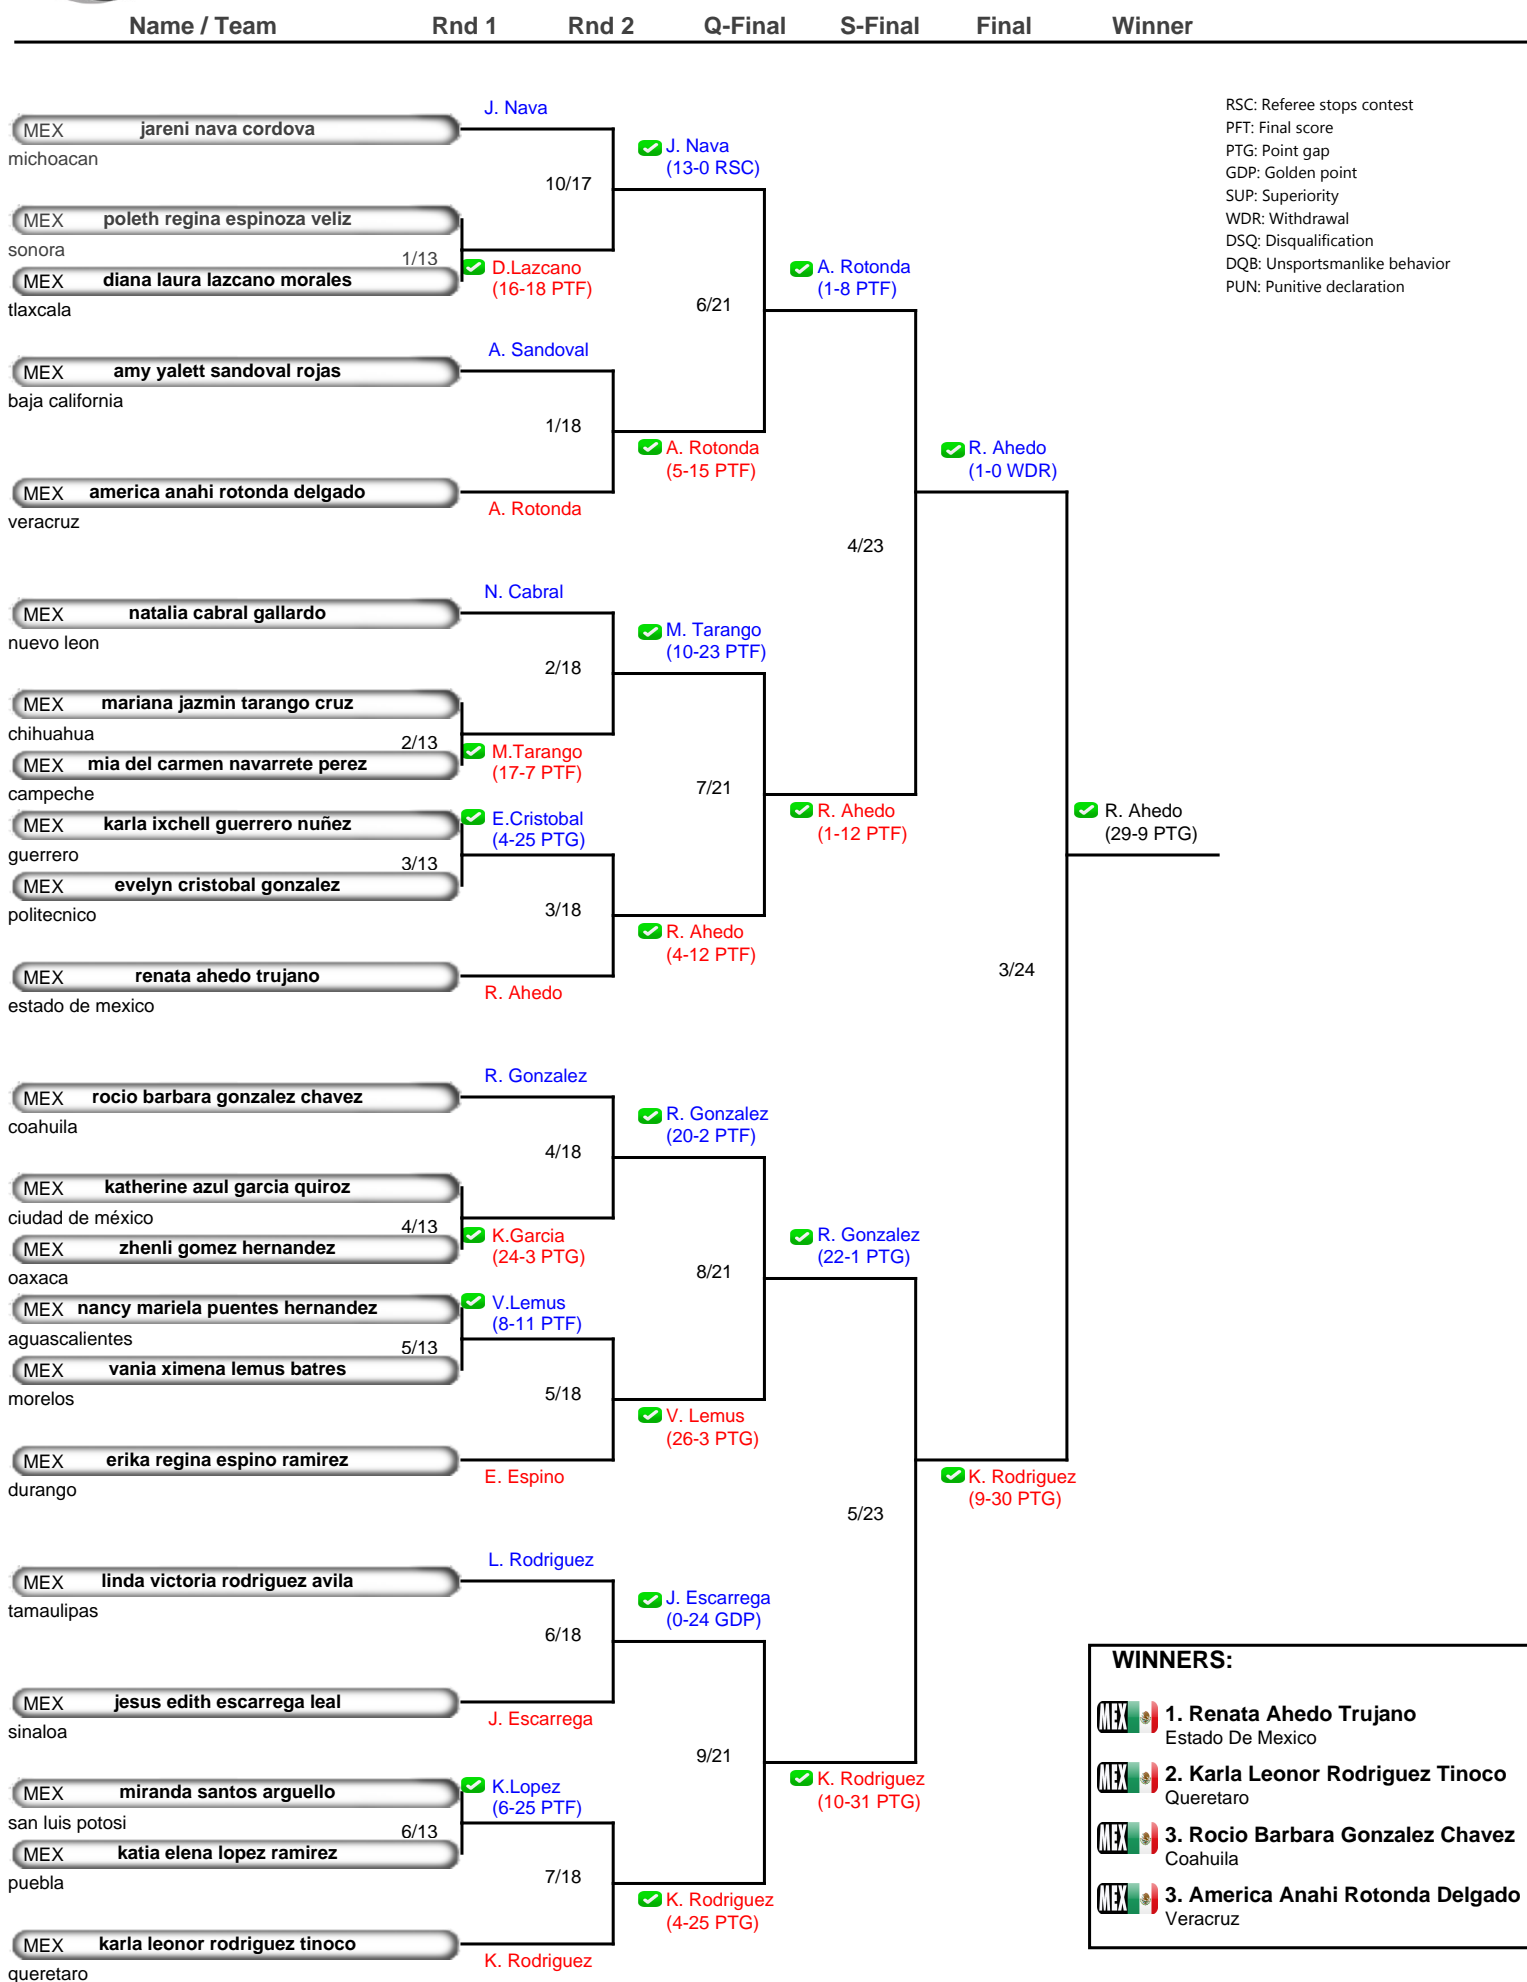 Name / Team Rnd 1 Rnd 2 Q-Final S-Final Final Winner
RSC: Referee stops contest
PFT: Final score
PTG: Point gap
GDP: Golden point
SUP: Superiority
WDR: Withdrawal
DSQ: Disqualification
DQB: Unsportsmanlike behavior
PUN: Punitive declaration
J. Nava
MEX jareni nava cordova
michoacan
J. Nava
(13-0 RSC)
10/17
MEX poleth regina espinoza veliz
sonora
1/13
D.Lazcano
(16-18 PTF)
MEX diana laura lazcano morales
tlaxcala
A. Rotonda
(1-8 PTF)
6/21
A. Sandoval
MEX amy yalett sandoval rojas
baja california
1/18
A. Rotonda
(5-15 PTF)
MEX america anahi rotonda delgado
veracruz
A. Rotonda
R. Ahedo
(1-0 WDR)
4/23
N. Cabral
MEX natalia cabral gallardo
nuevo leon
M. Tarango
(10-23 PTF)
2/18
MEX mariana jazmin tarango cruz
chihuahua
2/13
M.Tarango
(17-7 PTF)
MEX mia del carmen navarrete perez
campeche
7/21
R. Ahedo
(1-12 PTF)
R. Ahedo
(29-9 PTG)
MEX karla ixchell guerrero nuñez
guerrero
E.Cristobal
(4-25 PTG)
3/13
MEX evelyn cristobal gonzalez
politecnico
3/18
R. Ahedo
(4-12 PTF)
MEX renata ahedo trujano
estado de mexico
R. Ahedo
3/24
R. Gonzalez
MEX rocio barbara gonzalez chavez
coahuila
R. Gonzalez
(20-2 PTF)
4/18
MEX katherine azul garcia quiroz
ciudad de méxico
4/13
K.Garcia
(24-3 PTG)
MEX zhenli gomez hernandez
oaxaca
R. Gonzalez
(22-1 PTG)
8/21
MEX nancy mariela puentes hernandez
aguascalientes
V.Lemus
(8-11 PTF)
5/13
MEX vania ximena lemus batres
morelos
5/18
V. Lemus
(26-3 PTG)
MEX erika regina espino ramirez
durango
E. Espino
K. Rodriguez
(9-30 PTG)
5/23
L. Rodriguez
MEX linda victoria rodriguez avila
tamaulipas
J. Escarrega
(0-24 GDP)
6/18
MEX jesus edith escarrega leal
sinaloa
J. Escarrega
9/21
K. Rodriguez
(10-31 PTG)
MEX miranda santos arguello
san luis potosi
K.Lopez
(6-25 PTF)
6/13
MEX katia elena lopez ramirez
puebla
7/18
K. Rodriguez
(4-25 PTG)
MEX karla leonor rodriguez tinoco
queretaro
K. Rodriguez
WINNERS:
MEX 1. Renata Ahedo Trujano
Estado De Mexico
MEX 2. Karla Leonor Rodriguez Tinoco
Queretaro
MEX 3. Rocio Barbara Gonzalez Chavez
Coahuila
MEX 3. America Anahi Rotonda Delgado
Veracruz